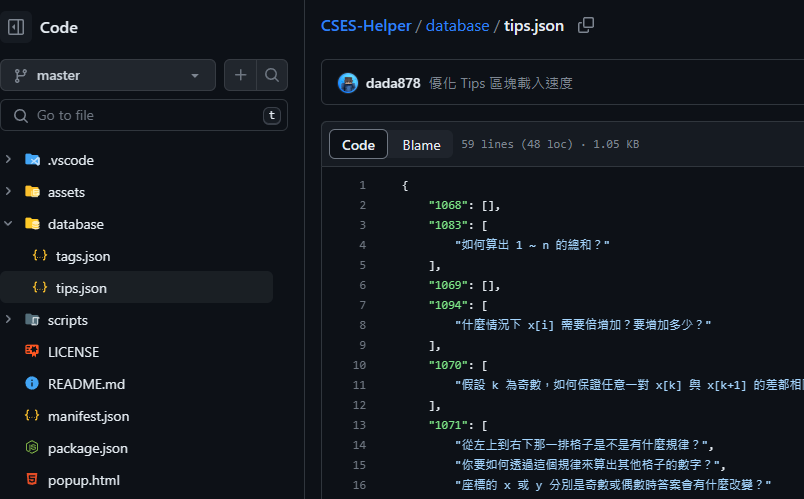 Code
master
Go to file
t
.vscode
assets
database
tags.json
tips.json
scripts
LICENSE
README.md
manifest.json
package.json
popup.html
CSES-Helper / database / tips.json
dada878 優化 Tips 區塊載入速度
Code Blame 59 lines (48 loc) · 1.05 KB
1 {
2 "1068": [],
3 "1083": [
4 "如何算出 1 ~ n 的總和？"
5 ],
6 "1069": [],
7 "1094": [
8 "什麼情況下 x[i] 需要倍增加？要增加多少？"
9 ],
10 "1070": [
11 "假設 k 為奇數，如何保證任意一對 x[k] 與 x[k+1] 的差都相
12 ],
13 "1071": [
14 "從左上到右下那一排格子是不是有什麼規律？",
15 "你要如何透過這個規律來算出其他格子的數字？",
16 "座標的 x 或 y 分別是奇數或偶數時答案會有什麼改變？"